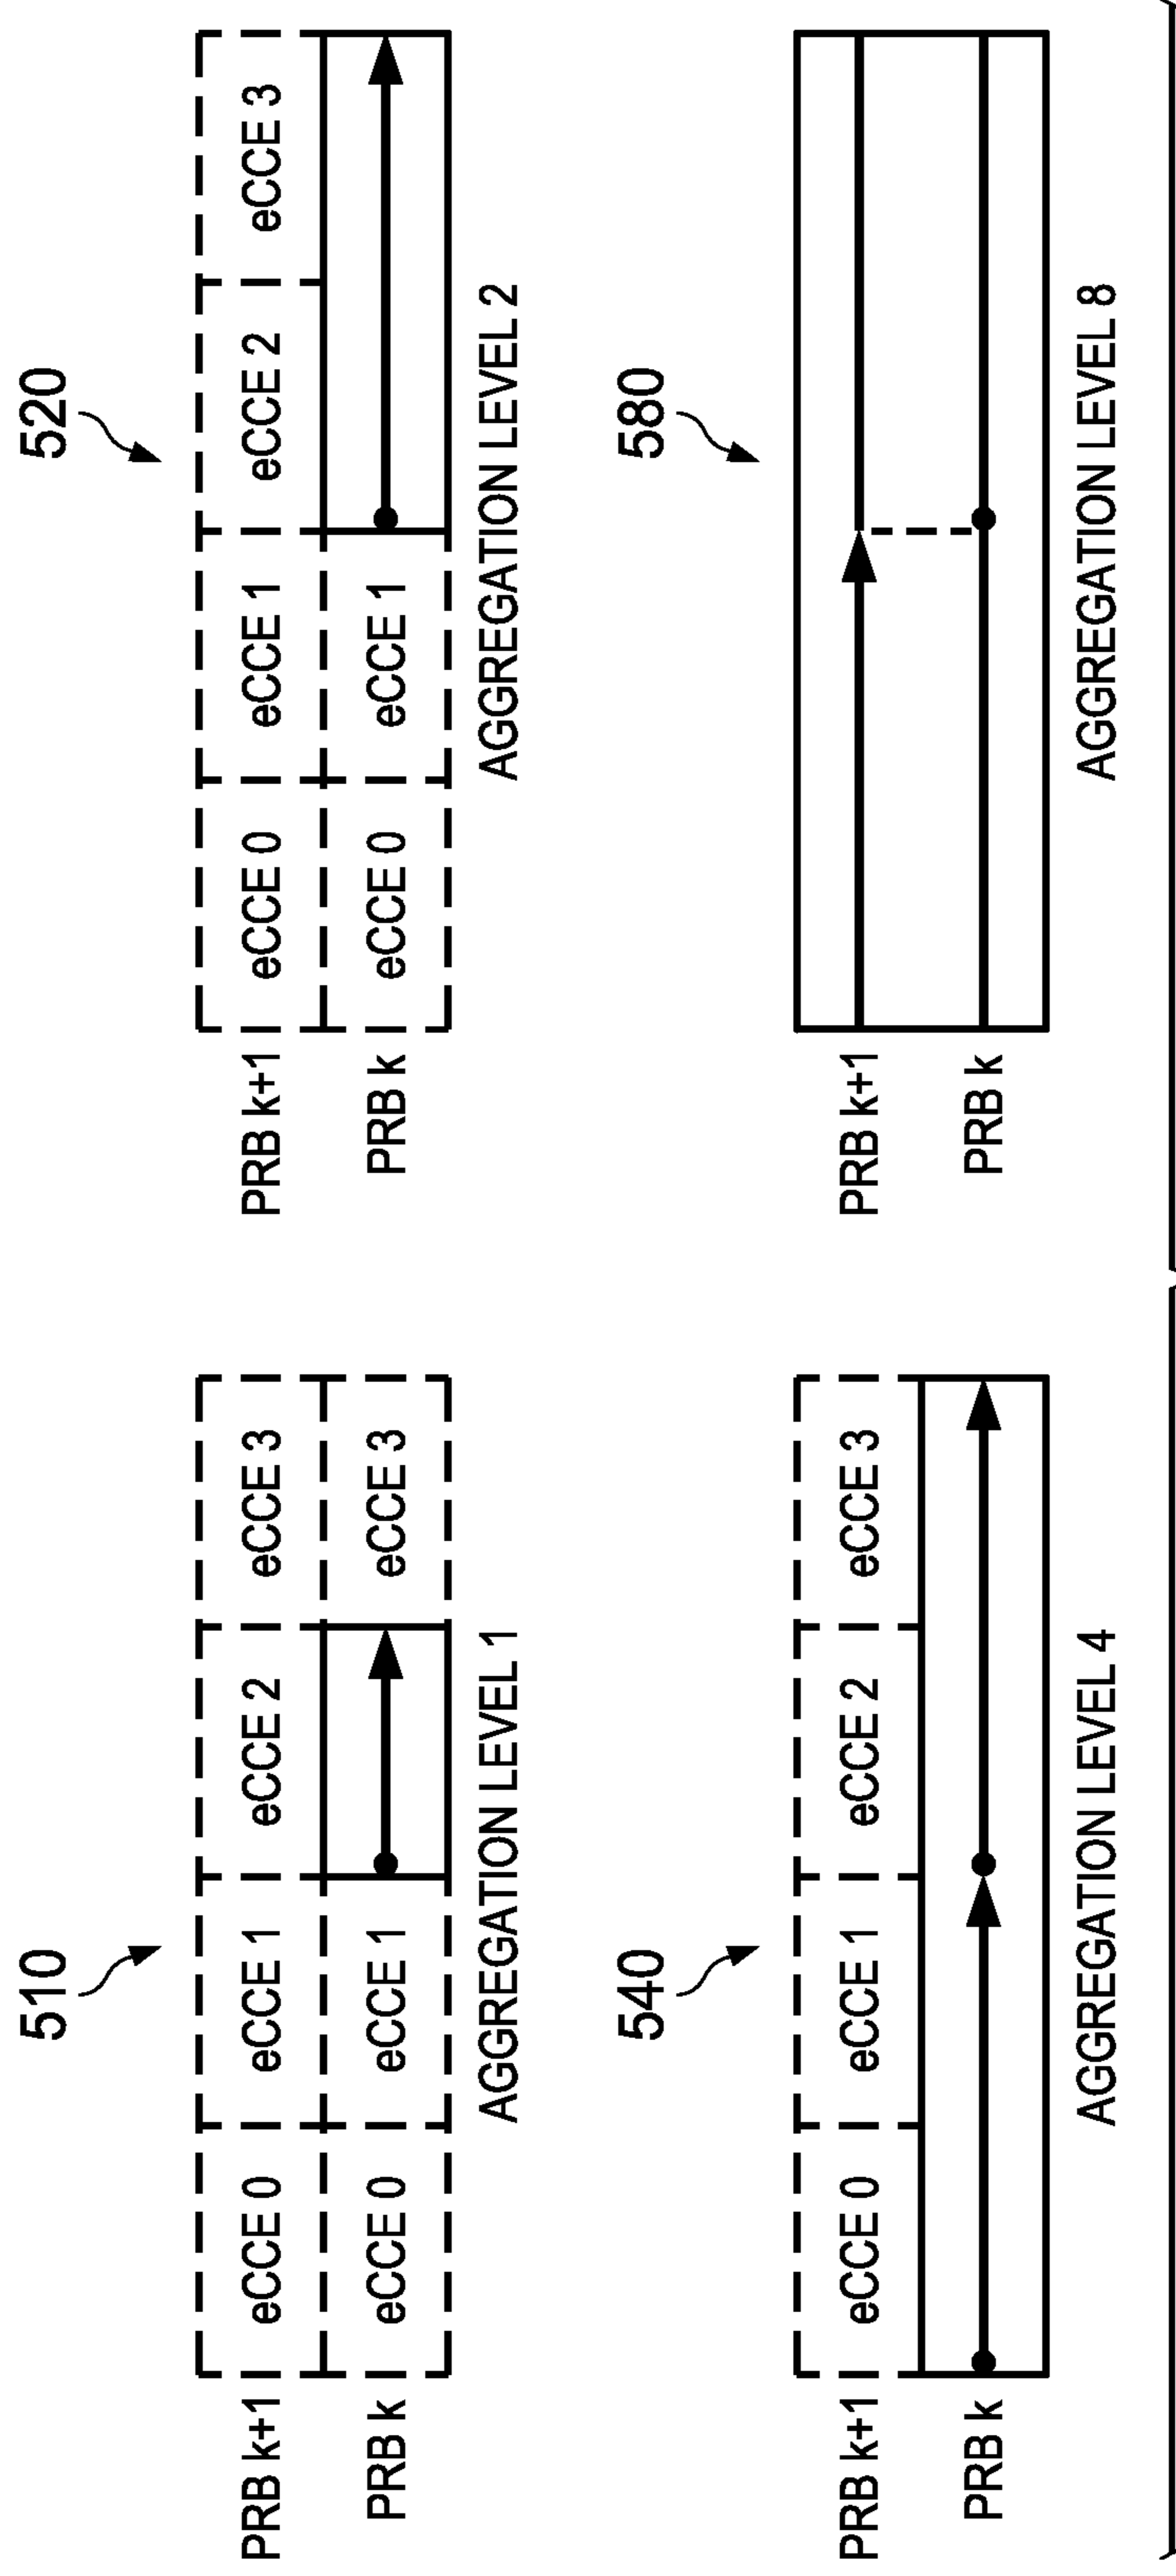 510
PRB k+1
eCCE 0
eCCE 1
eCCE 2
eCCE 3
PRB k
eCCE 0
eCCE 1
eCCE 3
AGGREGATION LEVEL 1
520
PRB k+1
eCCE 0
eCCE 1
eCCE 2
eCCE 3
PRB k
eCCE 0
eCCE 1
AGGREGATION LEVEL 2
540
PRB k+1
eCCE 0
eCCE 1
eCCE 2
eCCE 3
PRB k
AGGREGATION LEVEL 4
580
PRB k+1
PRB k
AGGREGATION LEVEL 8